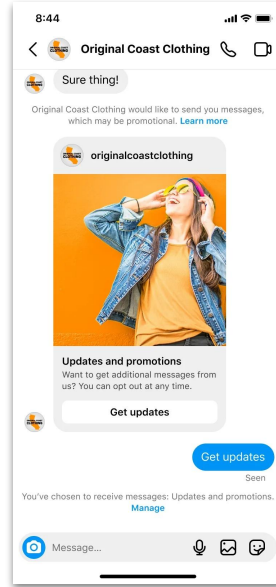 8:44
Original Coast Clothing
Sure thing!
Original Coast Clothing would like to send you messages,
which may be promotional. Learn more
originalcoastclothing
Updates and promotions
Want to get additional messages from
us? You can opt out at any time.
Get updates
Get updates
Seen
You've chosen to receive messages: Updates and promotions.
Manage
Message...